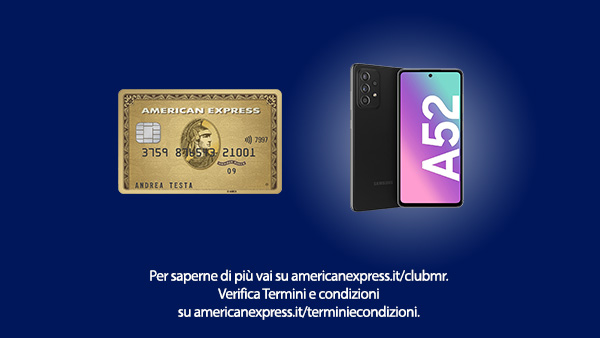 AMERICAN EXPRESS
7997
3759 876543 21001
09
ANDREA TESTA
SAMSUNG
A52
Per saperne di più vai su americanexpress.it/clubmr.
Verifica Termini e condizioni
su americanexpress.it/terminiecondizioni.